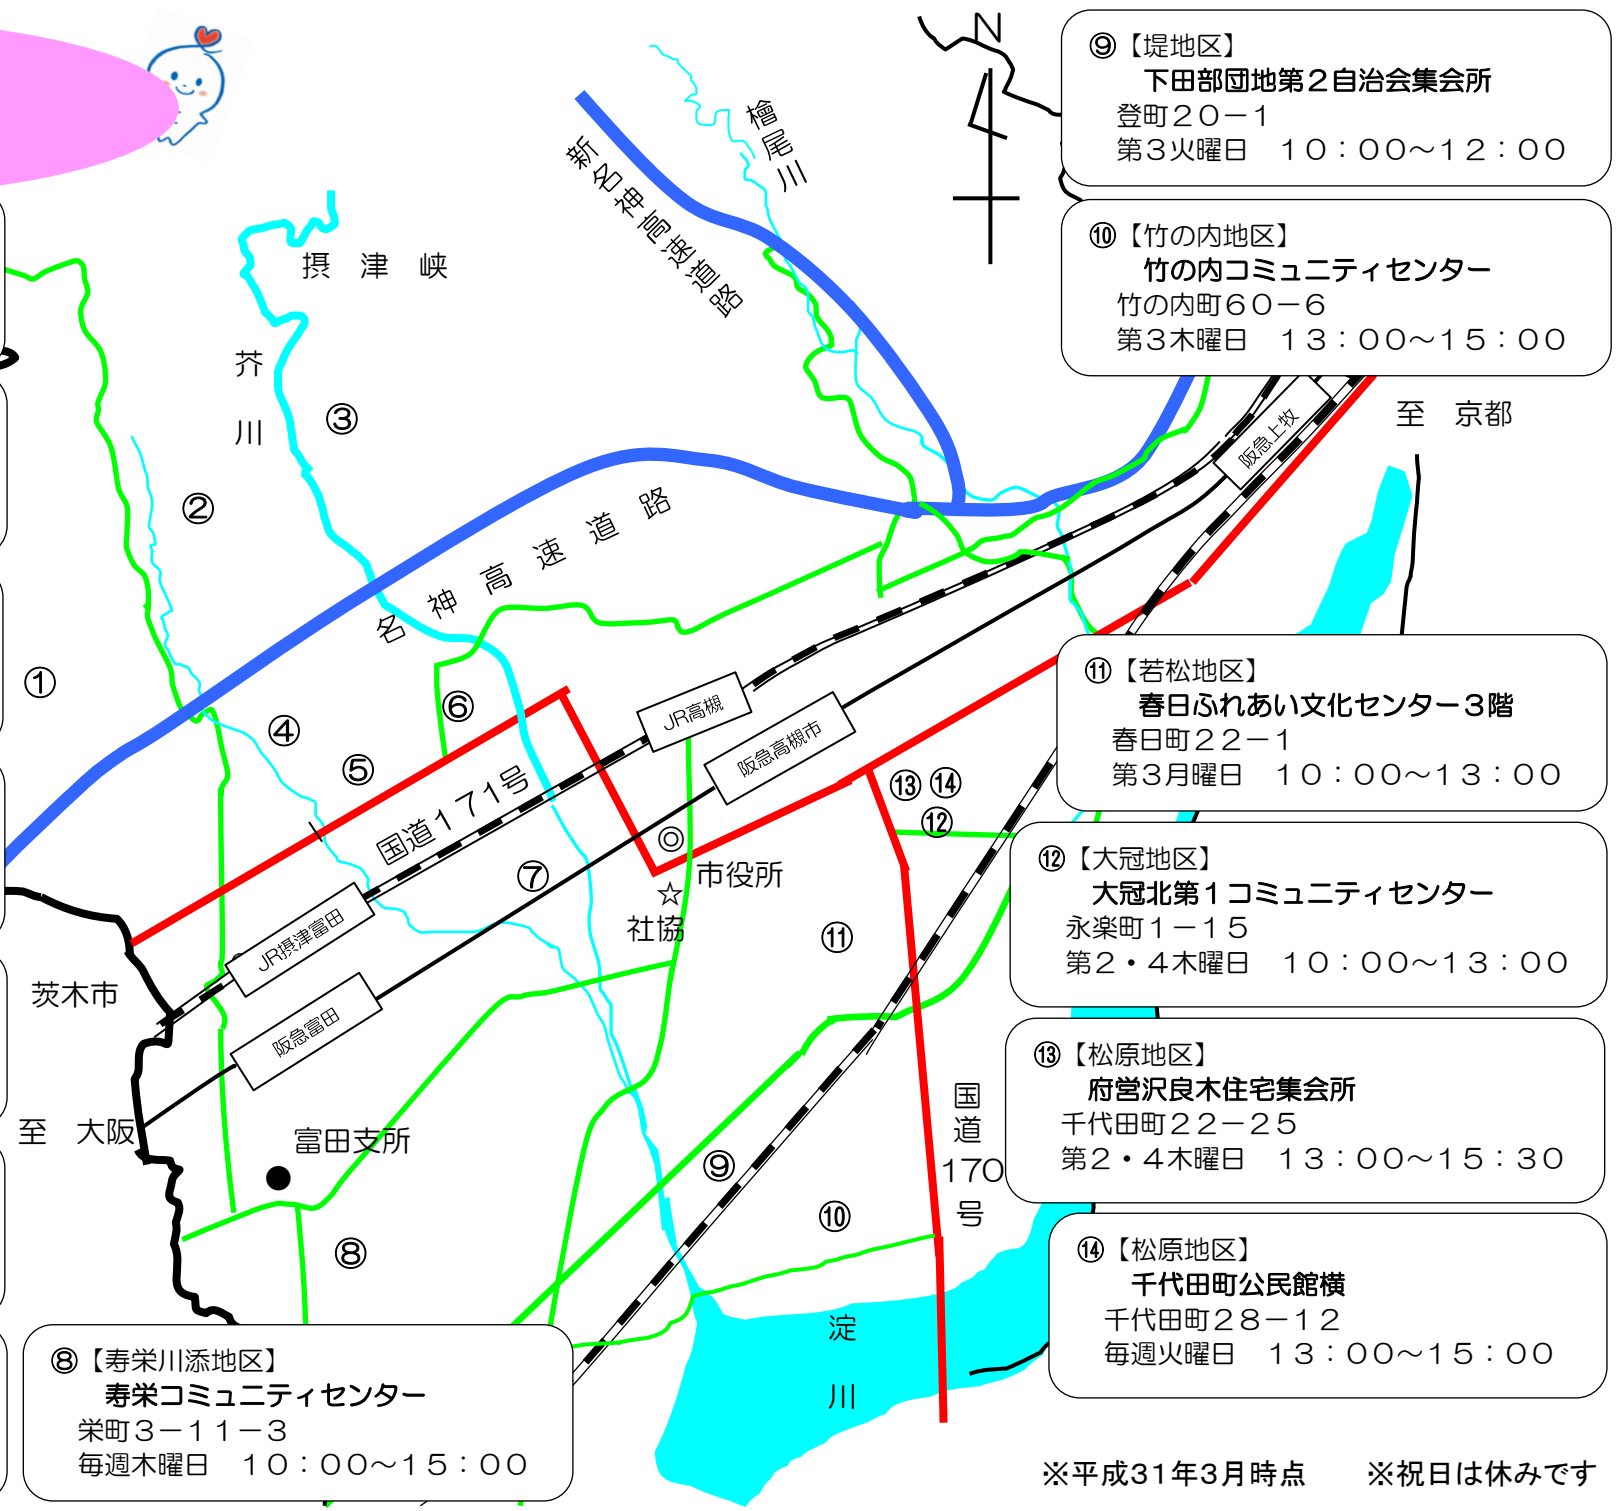 N
⑨【堤地区】
下田部団地第２自治会集会所
登町２０－１
第３火曜日　１０：００～１２：００
⑩【竹の内地区】
竹の内コミュニティセンター
竹の内町６０－６
第３木曜日　１３：００～１５：００
檜尾川
新名神高速道路
摂　津　峡
芥川
③
②
至　京都
阪急上牧
名神高速道路
①
④
⑤
⑥
JR高槻
阪急高槻市
国道１７１号
⑦
◎
市役所
☆
社協
⑬ ⑭
⑫
⑪
⑪【若松地区】
春日ふれあい文化センター３階
春日町２２－１
第３月曜日　１０：００～１３：００
⑫【大冠地区】
大冠北第１コミュニティセンター
永楽町１－１５
第２・４木曜日　１０：００～１３：００
JR摂津富田
阪急富田
茨木市
至　大阪
富田支所
⑧
⑨
⑩
国道170号
⑬【松原地区】
府営沢良木住宅集会所
千代田町２２－２５
第２・４木曜日　１３：００～１５：３０
⑭【松原地区】
千代田町公民館横
千代田町２８－１２
毎週火曜日　１３：００～１５：００
淀川
⑧【寿栄川添地区】
寿栄コミュニティセンター
栄町３－１１－３
毎週木曜日　１０：００～１５：００
※平成31年3月時点　　※祝日は休みです